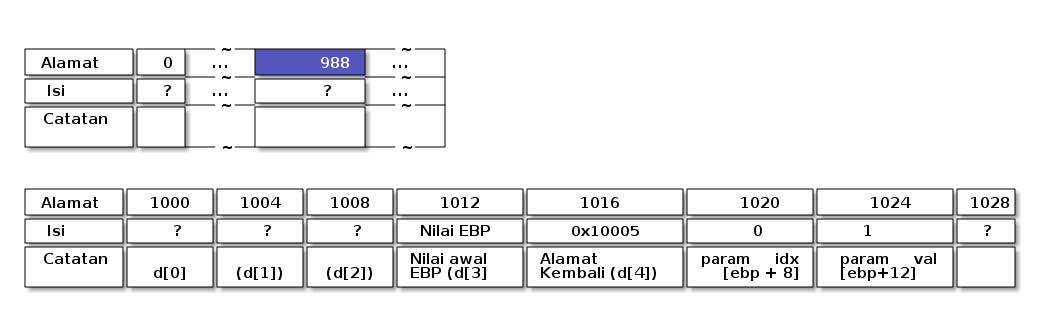 Alamat 0 ~ ... 988 ~ ...
Isi ? ~ ... ? ~ ...
Catatan ~ ~
~ ~
Alamat 1000 1004 1008 1012 1016 1020 1024 1028
Isi ? ? ? Nilai EBP 0x10005 0 1 ?
Catatan Nilai awal Alamat param idx param val
d[0] (d[1]) (d[2]) EBP (d[3] Kembali (d[4]) [ebp + 8] [ebp+12]